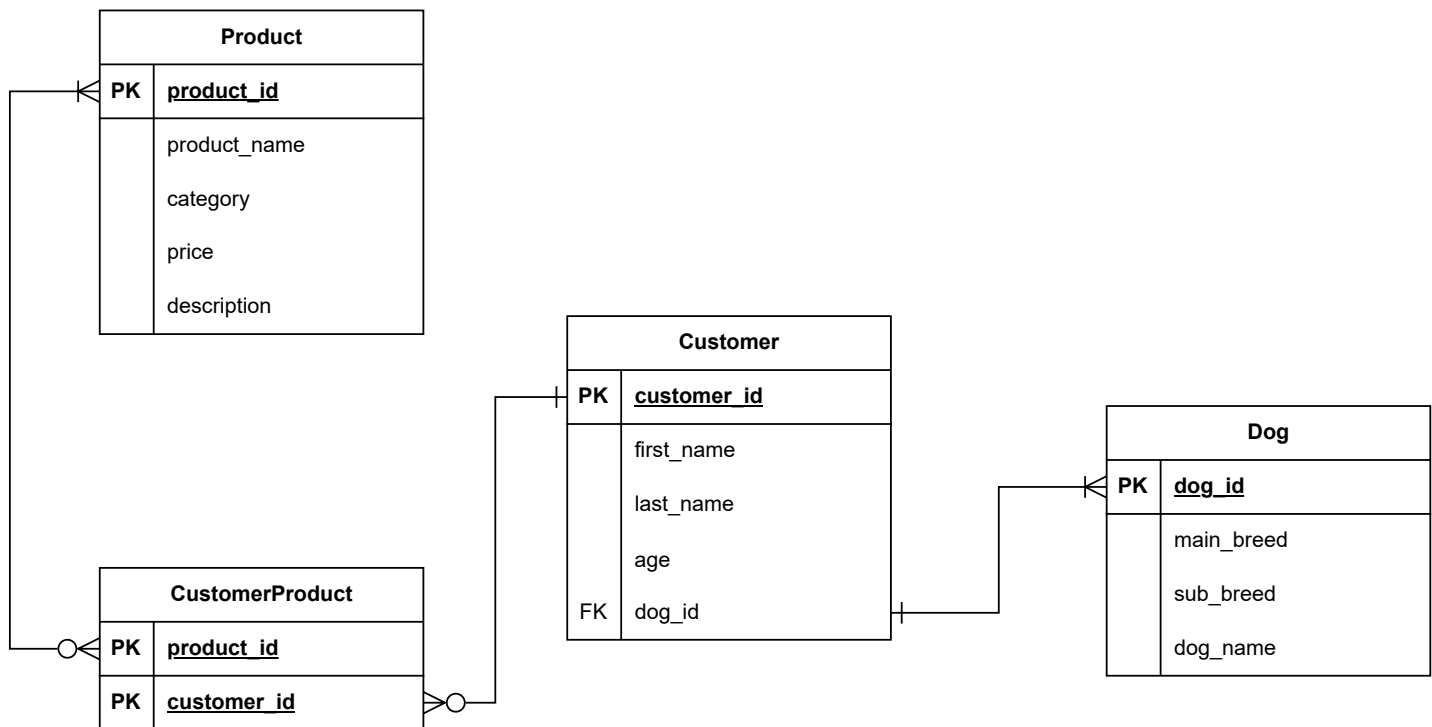 Product
PK product_id
product_name
category
price
description
Customer
PK customer_id
first_name
last_name
age
FK dog_id
Dog
PK dog_id
main_breed
sub_breed
dog_name
CustomerProduct
PK product_id
PK customer_id